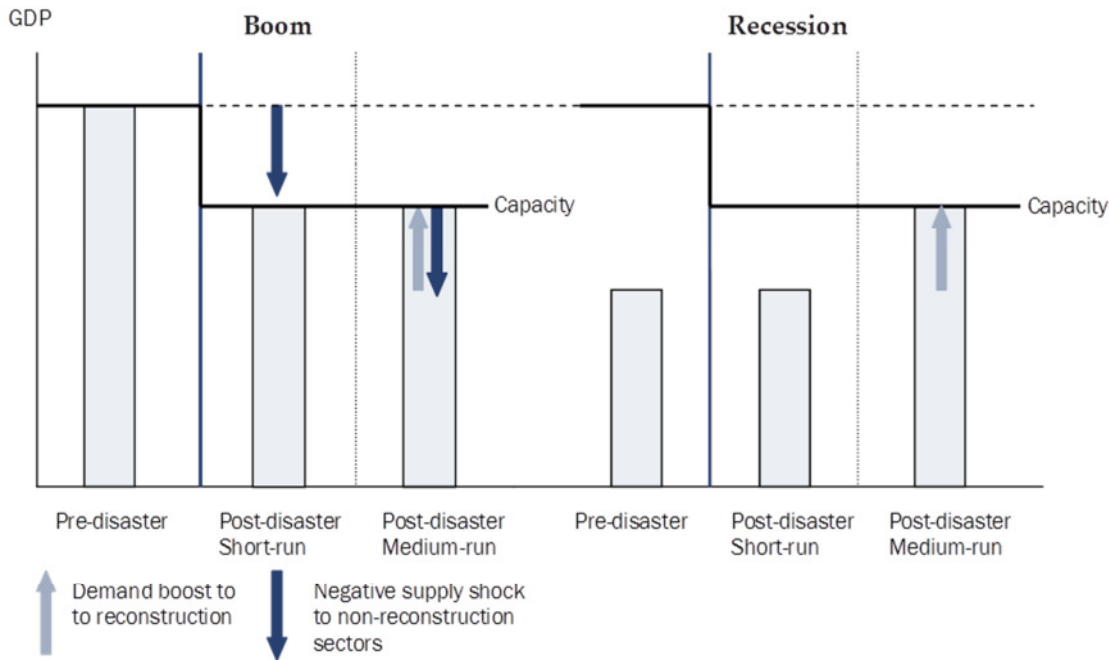 GDP
Boom
Recession
Capacity
Capacity
Pre-disaster
Post-disaster
Short-run
Post-disaster
Medium-run
Pre-disaster
Post-disaster
Short-run
Post-disaster
Medium-run
Demand boost to
to reconstruction
Negative supply shock
to non-reconstruction
sectors